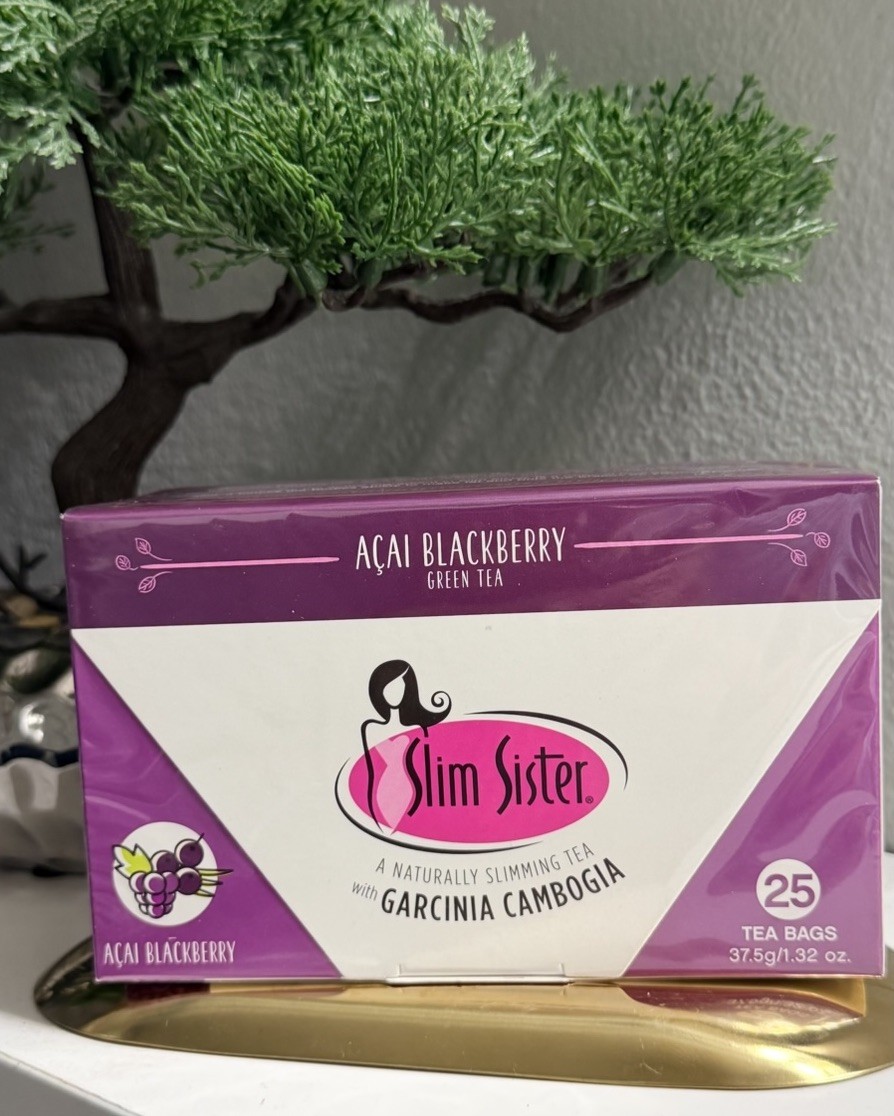 AÇAI BLACKBERRY
GREEN TEA
Slim Sister®
A NATURALLY SLIMMING TEA
with GARCINIA CAMBOGIA
AÇAI BLACKBERRY
25
TEA BAGS
37.5g/1.32 oz.